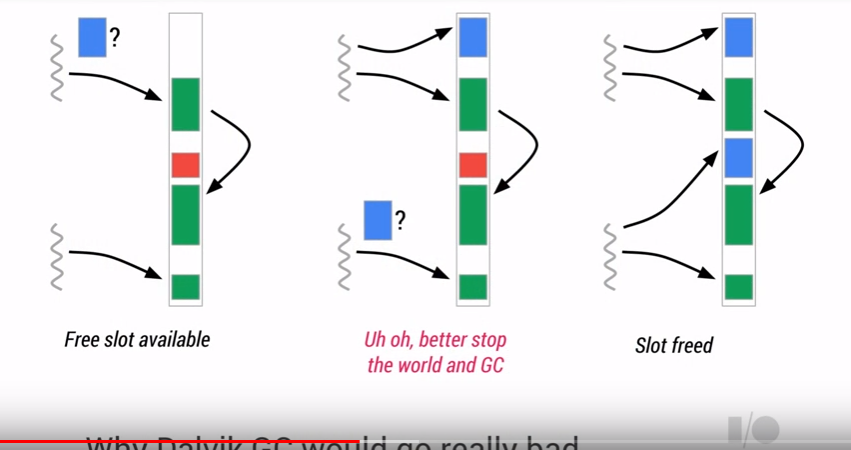 ?
?
Free slot available
Uh oh, better stop
the world and GC
Slot freed
I/O
Why Dalvik GC would go really bad